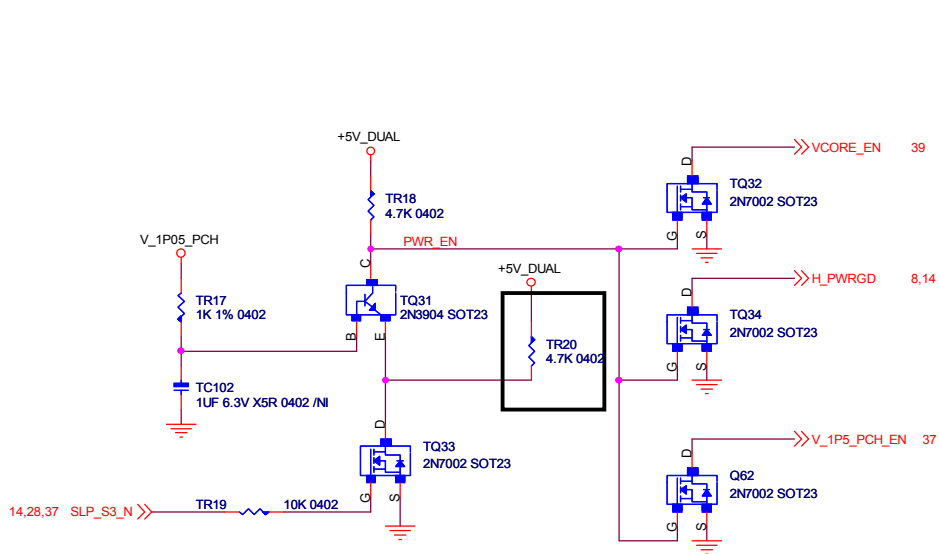 +5V_DUAL
VCORE_EN 39
D
TQ32
2N7002 SOT23
TR18
4.7K 0402
G
S
V_1P05_PCH
PWR_EN
C
+5V_DUAL
H_PWRGD 8,14
D
TR17
1K 1% 0402
TQ31
2N3904 SOT23
TQ34
2N7002 SOT23
B
E
TR20
4.7K 0402
G
S
TC102
1UF 6.3V X5R 0402 /NI
D
V_1P5_PCH_EN 37
TQ33
2N7002 SOT23
D
Q62
2N7002 SOT23
G
S
14,28,37 SLP_S3_N
TR19
10K 0402
G
S